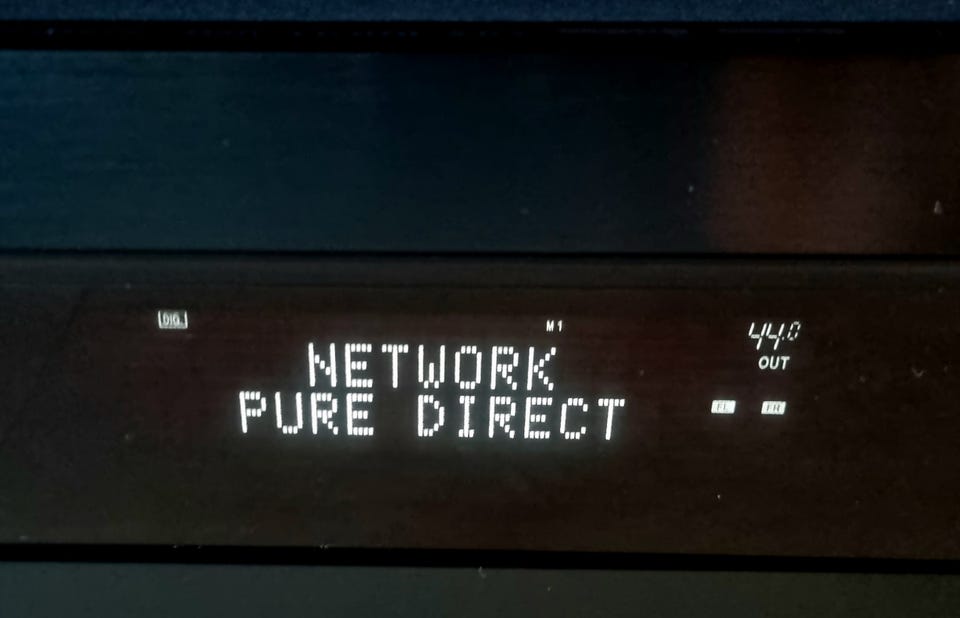 DIG.
M1
44.0
OUT
NETWORK
PURE DIRECT
FL FR